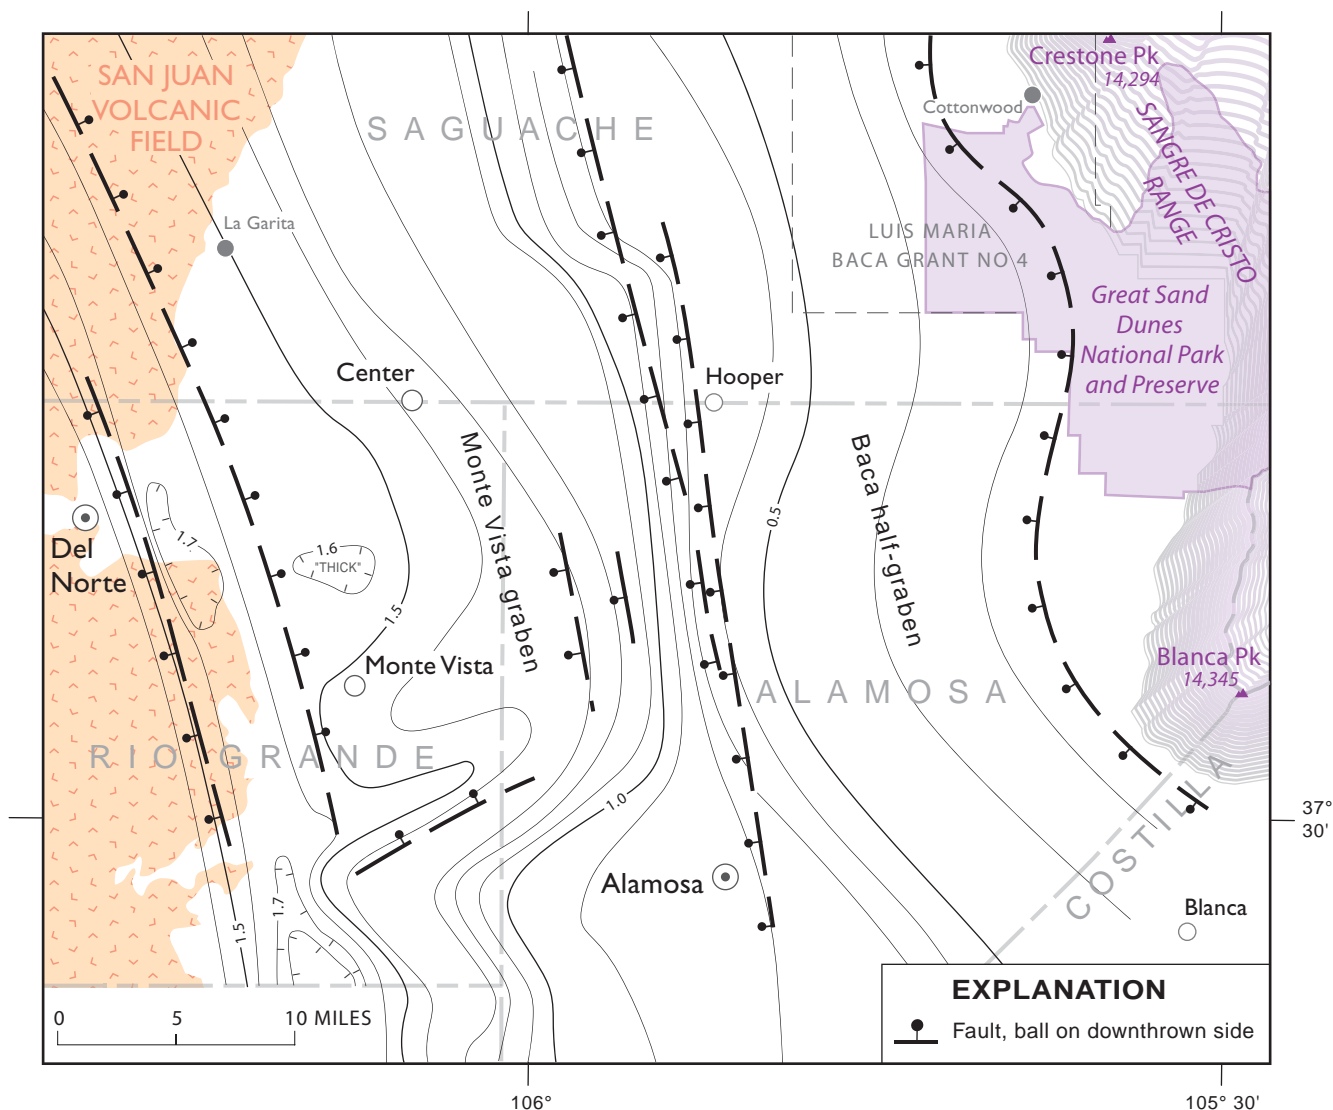 SAN JUAN
VOLCANIC
FIELD
SAGUACHE
Crestone Pk
14,294
Cottonwood
SANGRE DE CRISTO
RANGE
La Garita
LUIS MARIA
BACA GRANT NO 4
Great Sand
Dunes
National Park
and Preserve
Center
Hooper
Monte Vista graben
Baca half-graben
0.5
1.7
1.6
"THICK"
Del
Norte
1.5
Monte Vista
Blanca Pk
14,345
ALAMOSA
RIO GRANDE
1.0
COSTILLA
37°
30'
Alamosa
1.7
1.5
Blanca
EXPLANATION
Fault, ball on downthrown side
0 5 10 MILES
106°
105° 30'